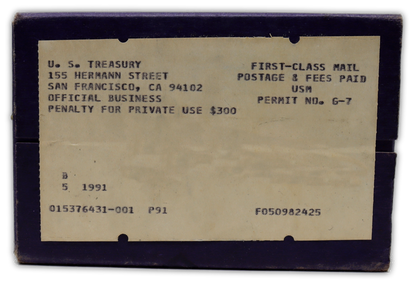 U. S. TREASURY
155 HERMANN STREET
SAN FRANCISCO, CA 94102
OFFICIAL BUSINESS
PENALTY FOR PRIVATE USE $300
FIRST-CLASS MAIL
POSTAGE & FEES PAID
USM
PERMIT NO. G-7
B
5 1991
015376431-001 P91
F050982425